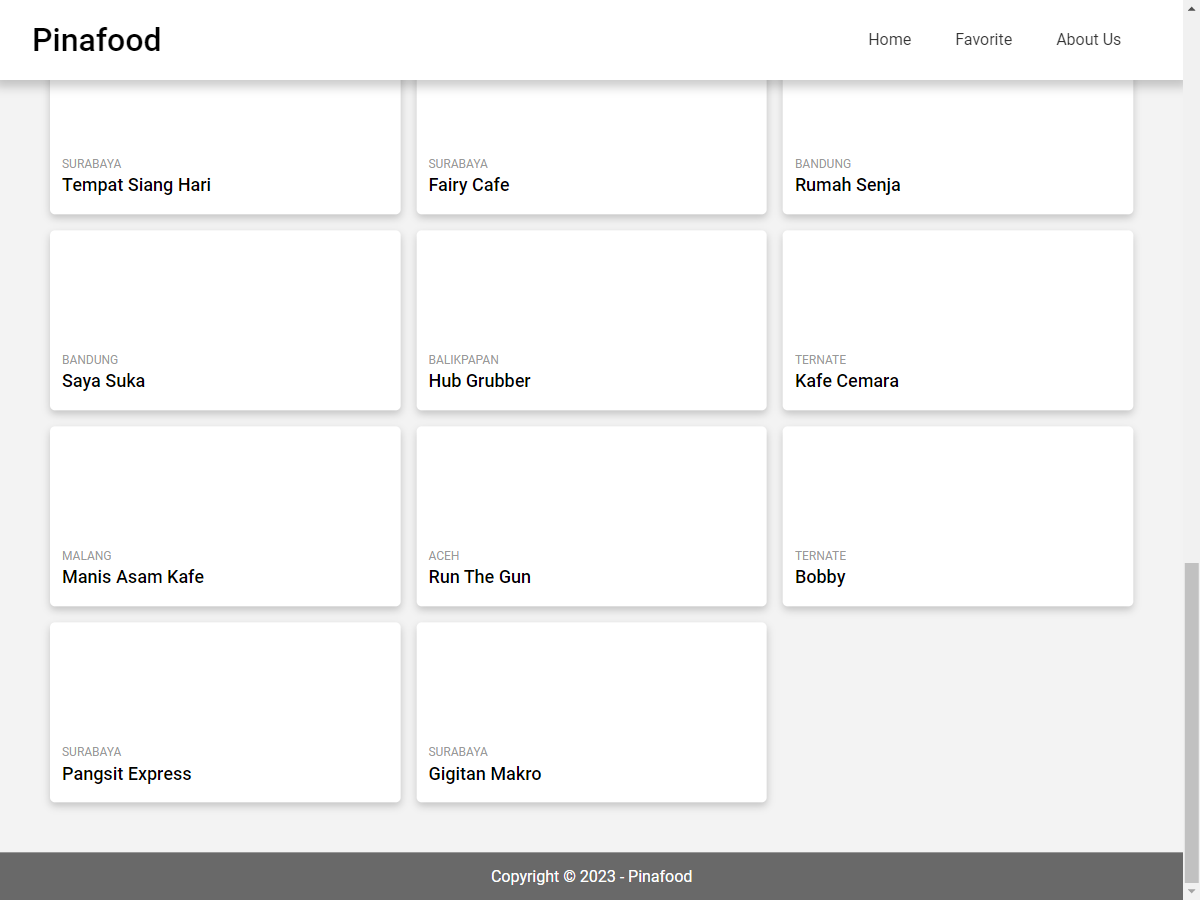 Pinafood
Home
Favorite
About Us
SURABAYA
Tempat Siang Hari
SURABAYA
Fairy Cafe
BANDUNG
Rumah Senja
BANDUNG
Saya Suka
BALIKPAPAN
Hub Grubber
TERNATE
Kafe Cemara
MALANG
Manis Asam Kafe
ACEH
Run The Gun
TERNATE
Bobby
SURABAYA
Pangsit Express
SURABAYA
Gigitan Makro
Copyright © 2023 - Pinafood